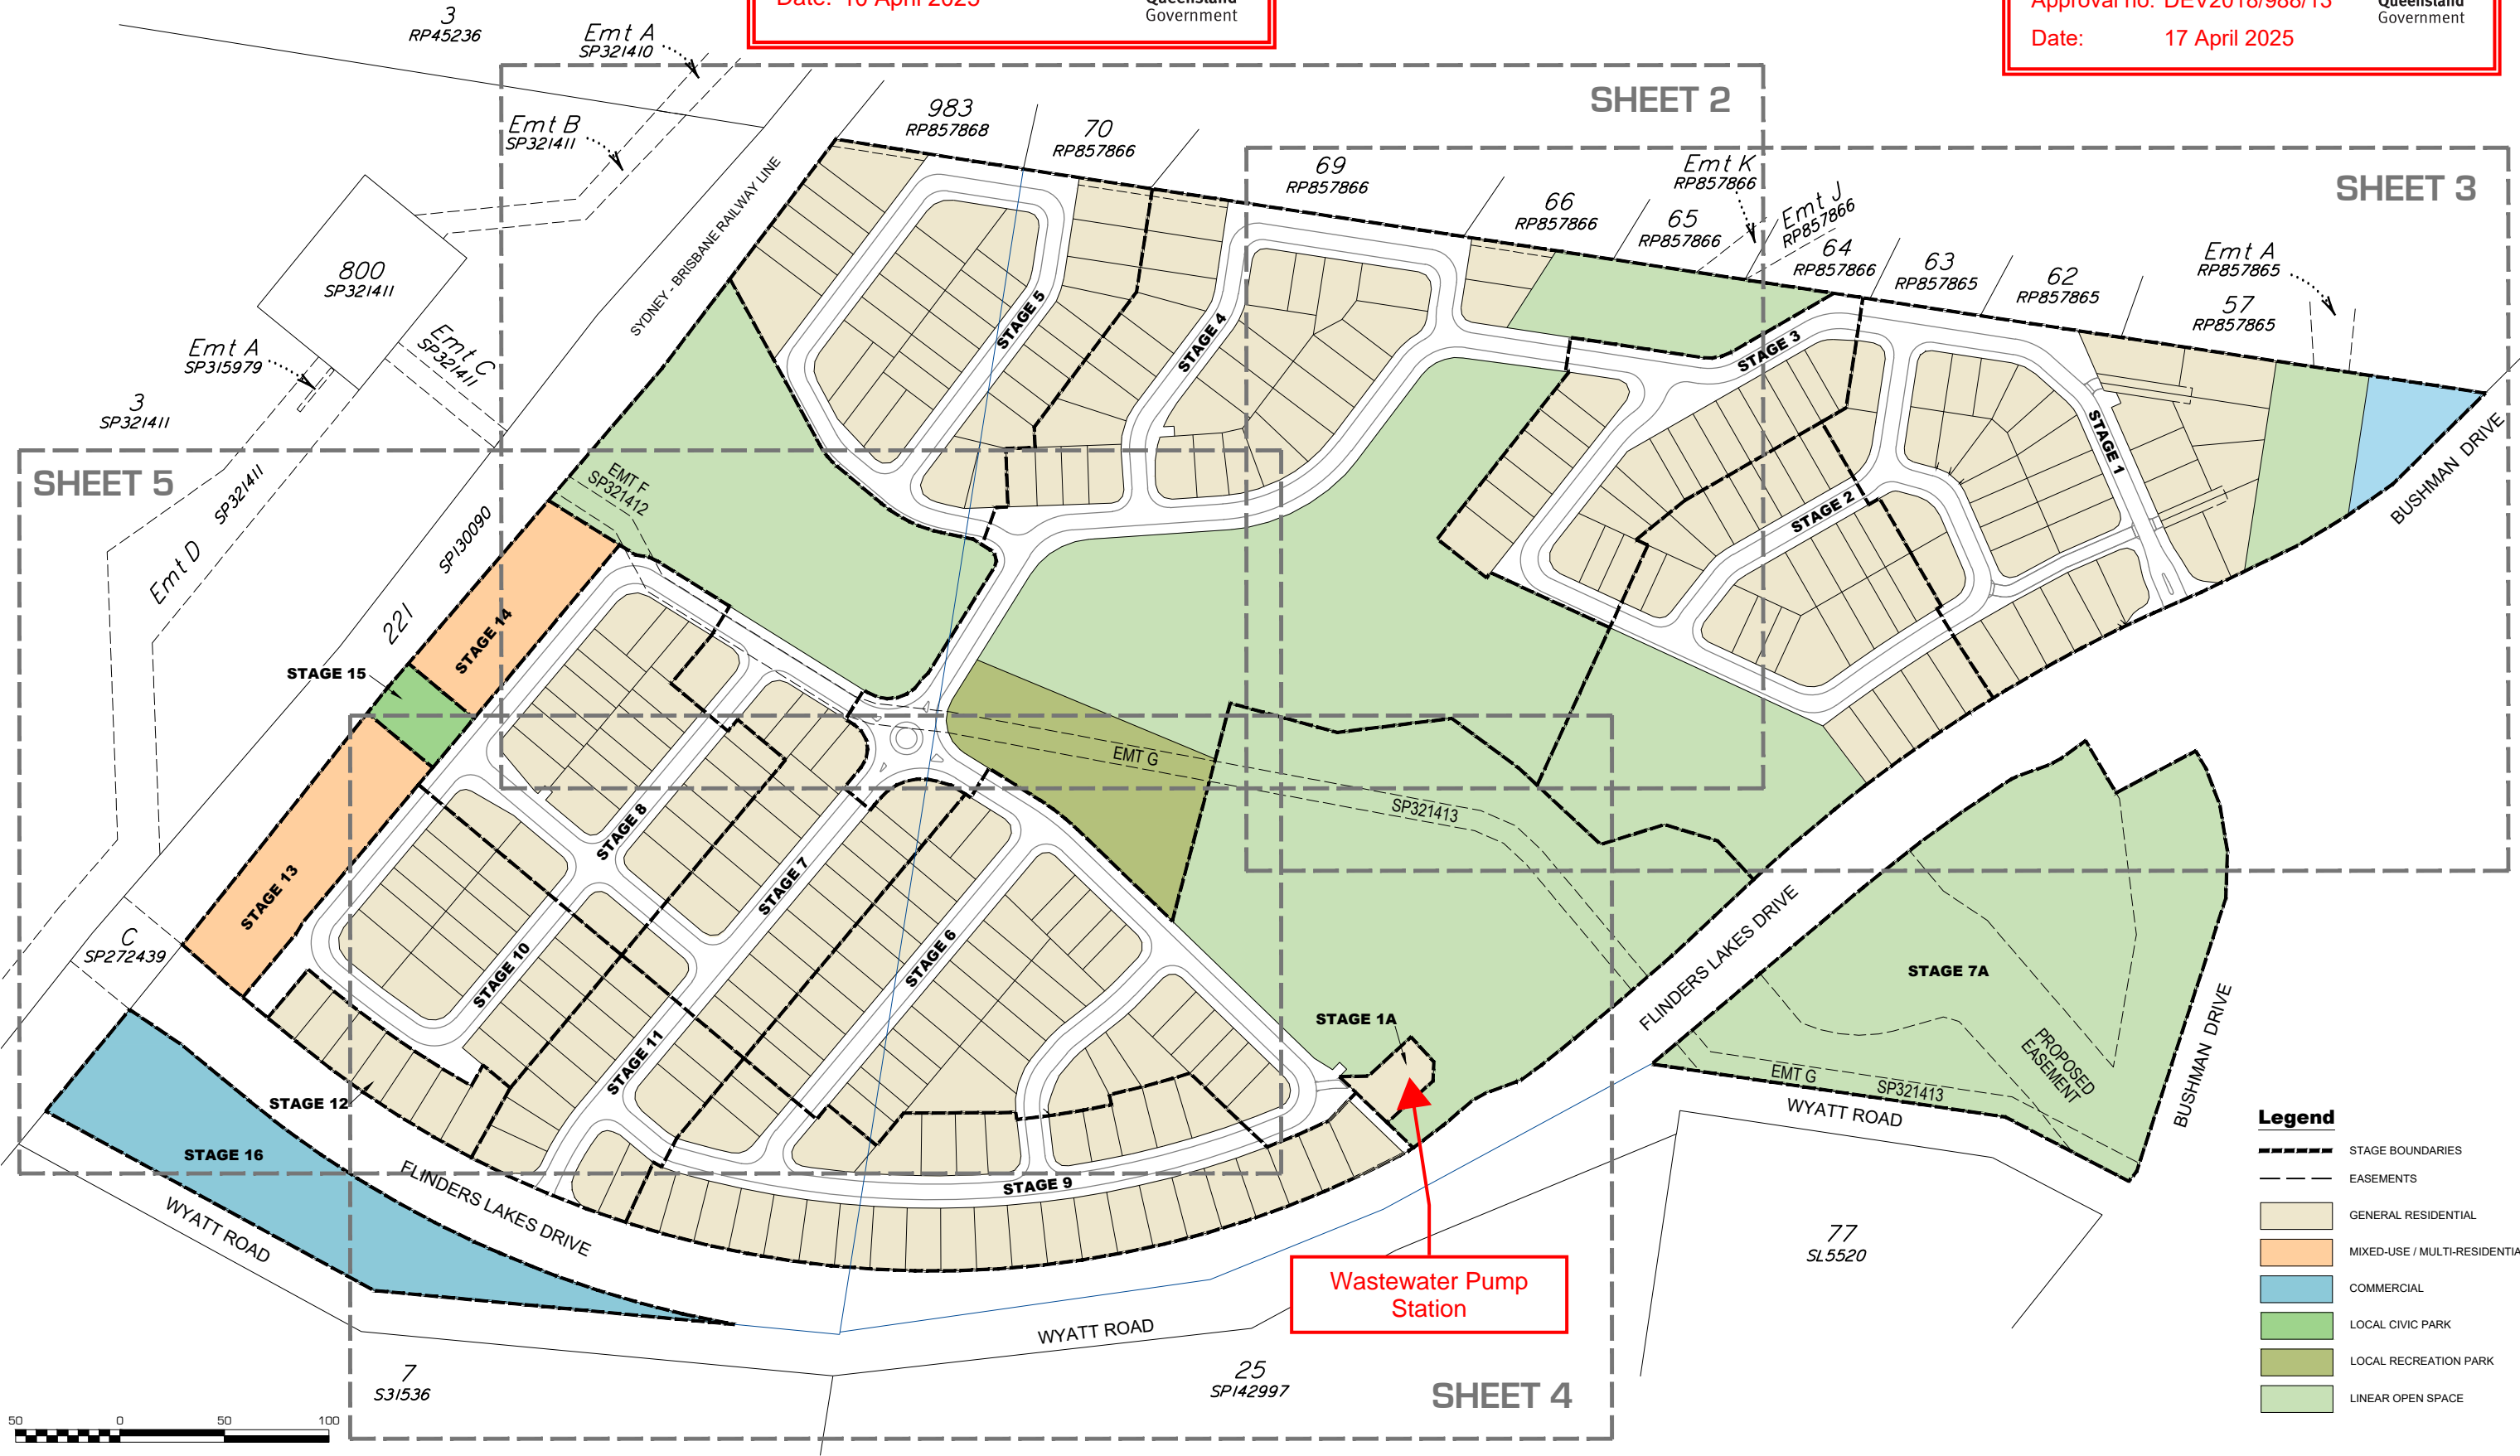 Date: 10 April 2025
Queensland
Government
Approval no: DEV2018/988/13
Queensland
Government
Date: 17 April 2025
3
RP45236
Emt A
SP321410
Emt B
SP321411
SHEET 2
983
RP857868
70
RP857866
69
RP857866
66
RP857866
65
RP857866
Emt K
RP857866
Emt J
RP857866
64
RP857866
63
RP857865
62
RP857865
57
RP857865
Emt A
RP857865
SHEET 3
800
SP321411
SYDNEY - BRISBANE RAILWAY LINE
Emt A
SP315979
Emt C
SP321411
3
SP321411
SHEET 5
SP321411
Emt D
SP130090
221
EMT F
SP321412
STAGE 5
STAGE 4
STAGE 3
STAGE 2
STAGE 1
BUSHMAN DRIVE
STAGE 14
STAGE 15
STAGE 13
EMT G
SP321413
STAGE 8
STAGE 7
STAGE 6
STAGE 10
STAGE 11
C
SP272439
STAGE 12
STAGE 16
STAGE 9
STAGE 1A
FLINDERS LAKES DRIVE
STAGE 7A
PROPOSED
EASEMENT
EMT G
SP321413
WYATT ROAD
BUSHMAN DRIVE
FLINDERS LAKES DRIVE
WYATT ROAD
WYATT ROAD
Wastewater Pump
Station
77
SL5520
7
S31536
25
SP142997
SHEET 4
50 0 50 100
Legend
STAGE BOUNDARIES
EASEMENTS
GENERAL RESIDENTIAL
MIXED-USE / MULTI-RESIDENTIA
COMMERCIAL
LOCAL CIVIC PARK
LOCAL RECREATION PARK
LINEAR OPEN SPACE